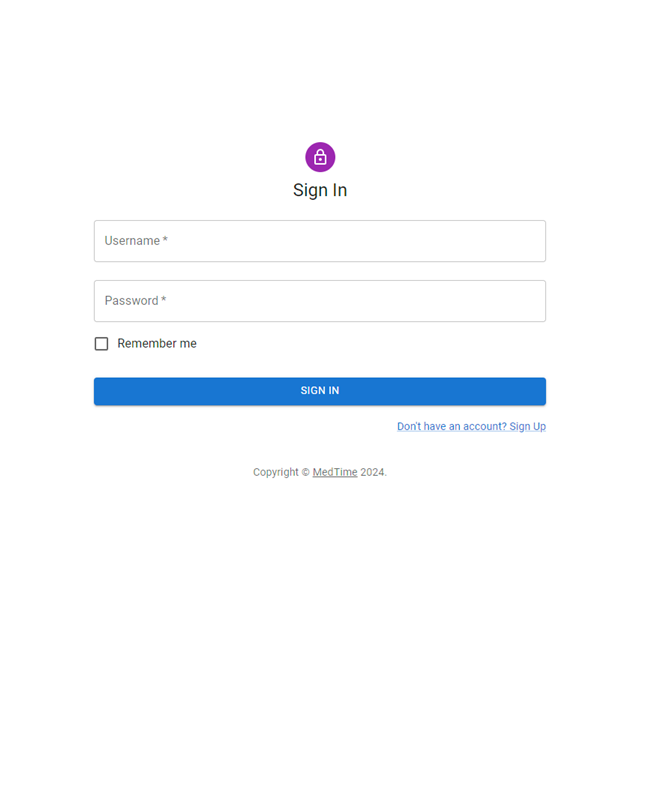 Sign In
Username *
Password *
Remember me
SIGN IN
Don't have an account? Sign Up
Copyright © MedTime 2024.